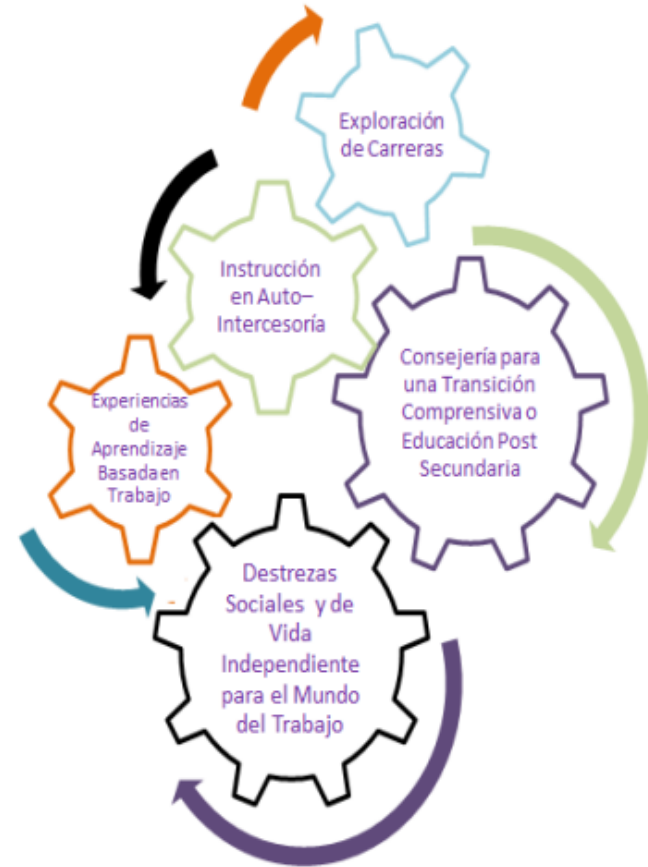 Exploración
de Carreras
Instrucción
en Auto–
Intercesoría
Consejería para
una Transición
Comprensiva o
Educación Post
Secundaria
Experiencias
de
Aprendizaje
Basada en
Trabajo
Destrezas
Sociales y de
Vida
Independiente
para el Mundo
del Trabajo